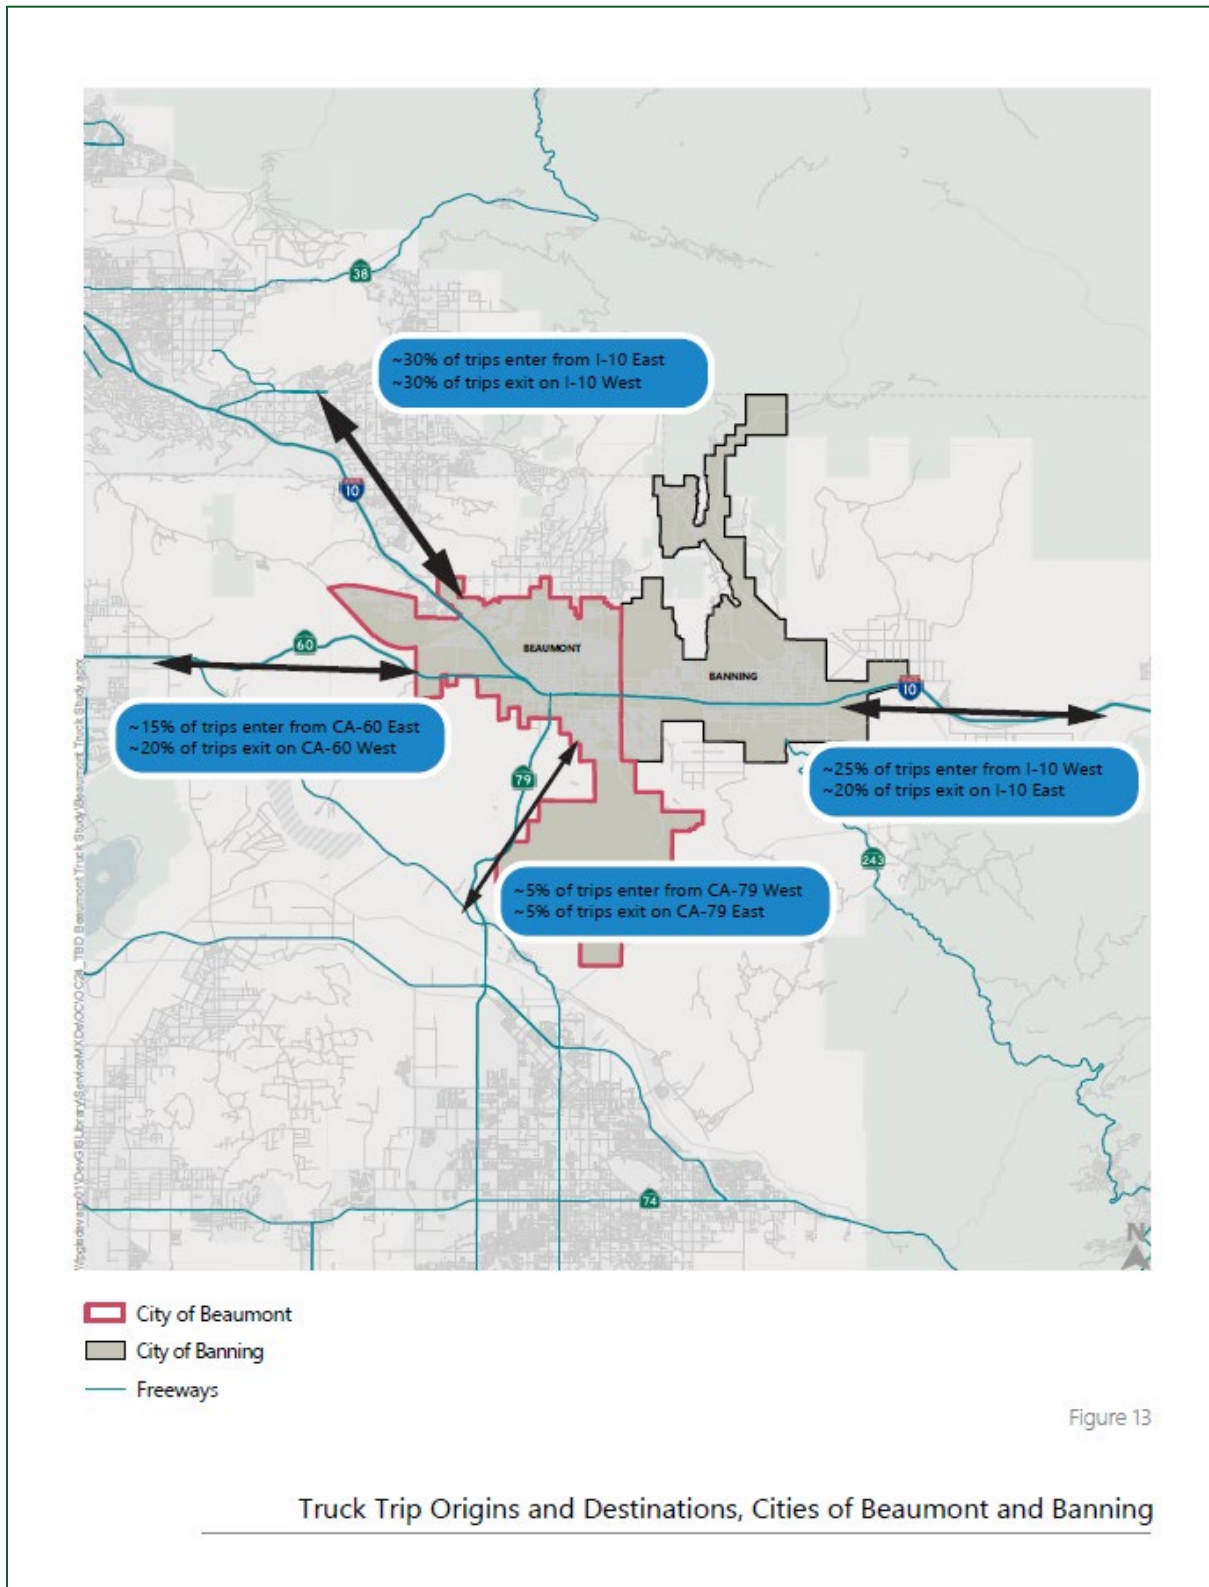 38
~30% of trips enter from I-10 East
~30% of trips exit on I-10 West
10
BEAUMONT
60
BANNING
10
~15% of trips enter from CA-60 East
~20% of trips exit on CA-60 West
79
~25% of trips enter from I-10 West
~20% of trips exit on I-10 East
243
~5% of trips enter from CA-79 West
~5% of trips exit on CA-79 East
74
N
City of Beaumont
City of Banning
Freeways
Figure 13
Truck Trip Origins and Destinations, Cities of Beaumont and Banning